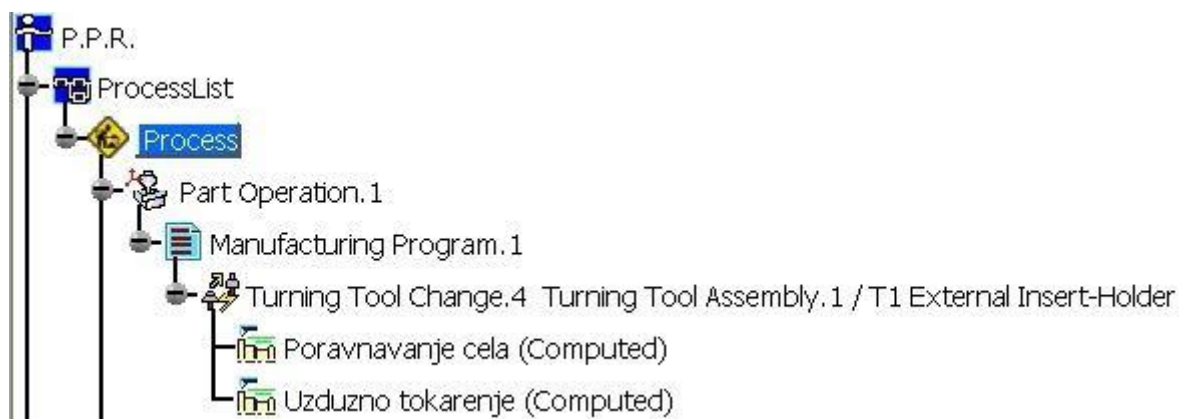 P.P.R.
ProcessList
Process
Part Operation.1
Manufacturing Program.1
Turning Tool Change.4 Turning Tool Assembly.1 / T1 External Insert-Holder
Poravnavanje cela (Computed)
Uzduzno tokarenje (Computed)